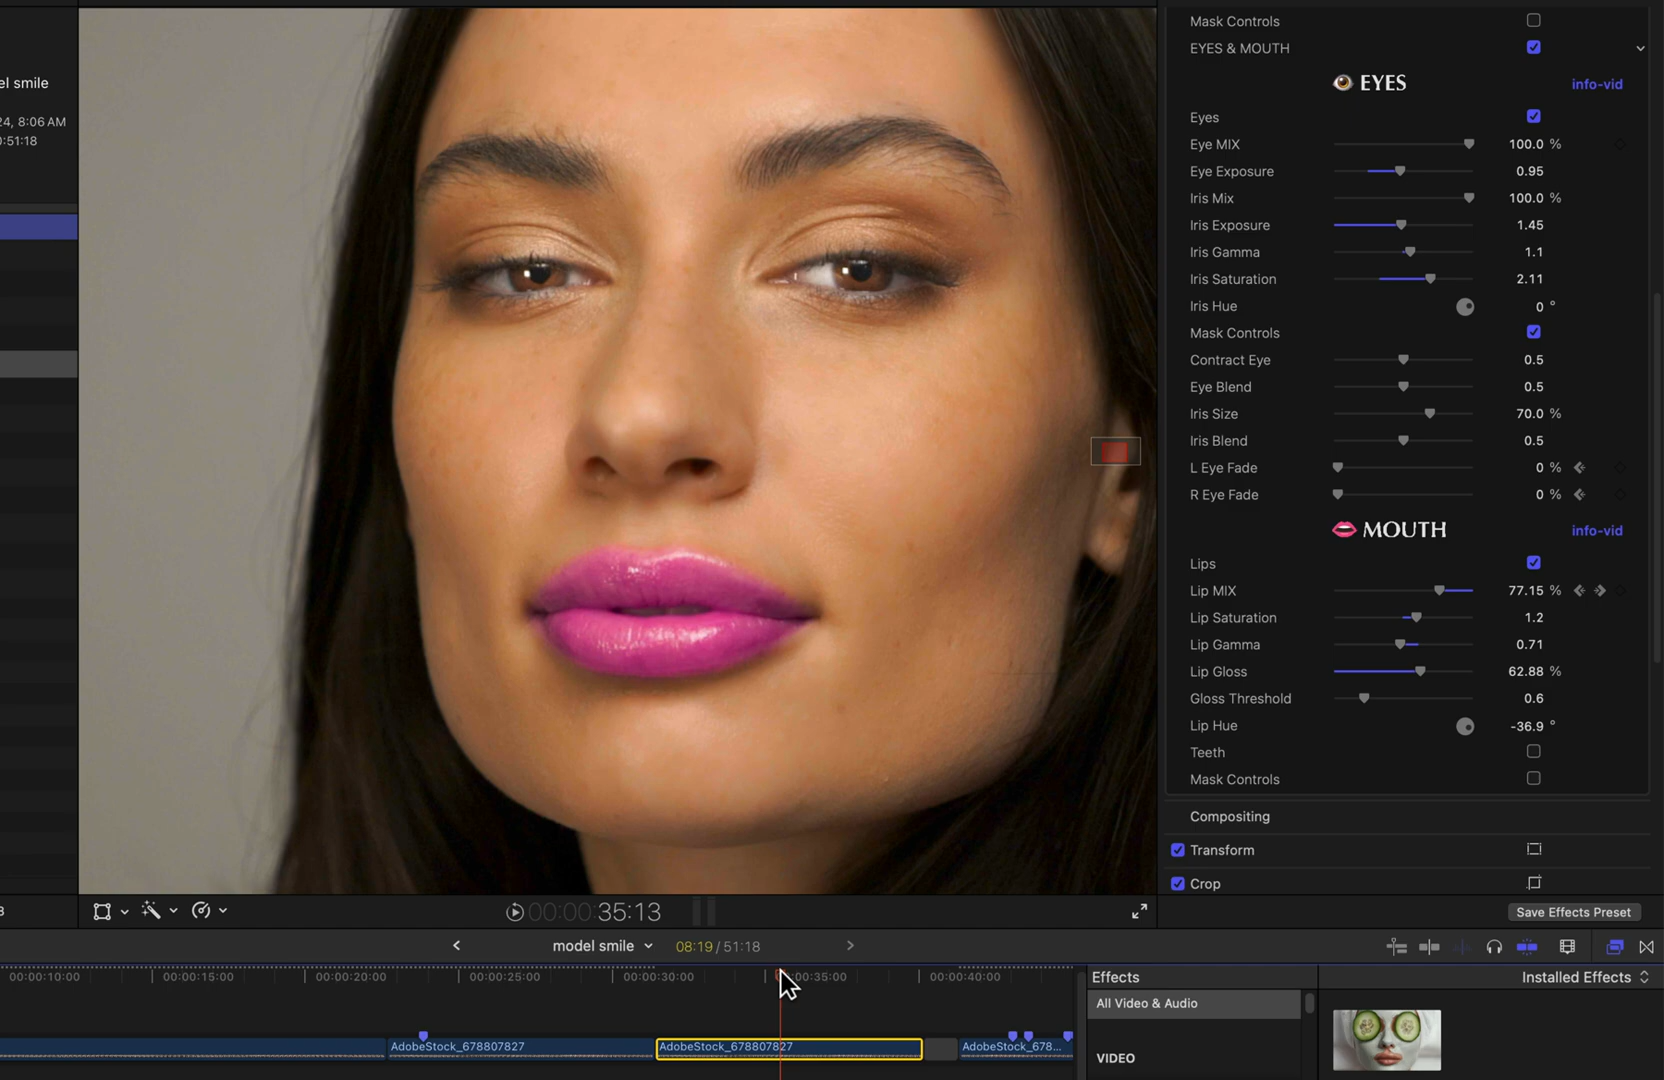 el smile
24, 8:06 AM
0:51:18
Mask Controls
EYES & MOUTH
EYES
info-vid
Eyes
Eye MIX 100.0 %
Eye Exposure 0.95
Iris Mix 100.0 %
Iris Exposure 1.45
Iris Gamma 1.1
Iris Saturation 2.11
Iris Hue 0 °
Mask Controls
Contract Eye 0.5
Eye Blend 0.5
Iris Size 70.0 %
Iris Blend 0.5
L Eye Fade 0 %
R Eye Fade 0 %
MOUTH
info-vid
Lips
Lip MIX 77.15 %
Lip Saturation 1.2
Lip Gamma 0.71
Lip Gloss 62.88 %
Gloss Threshold 0.6
Lip Hue -36.9 °
Teeth
Mask Controls
Compositing
Transform
Crop
Save Effects Preset
00:00:35:13
model smile
08:19 / 51:18
00:00:10:00 00:00:15:00 00:00:20:00 00:00:25:00 00:00:30:00 00:35:00 00:00:40:00
AdobeStock_678807827
AdobeStock_678807827
AdobeStock_678...
Effects
Installed Effects
All Video & Audio
VIDEO